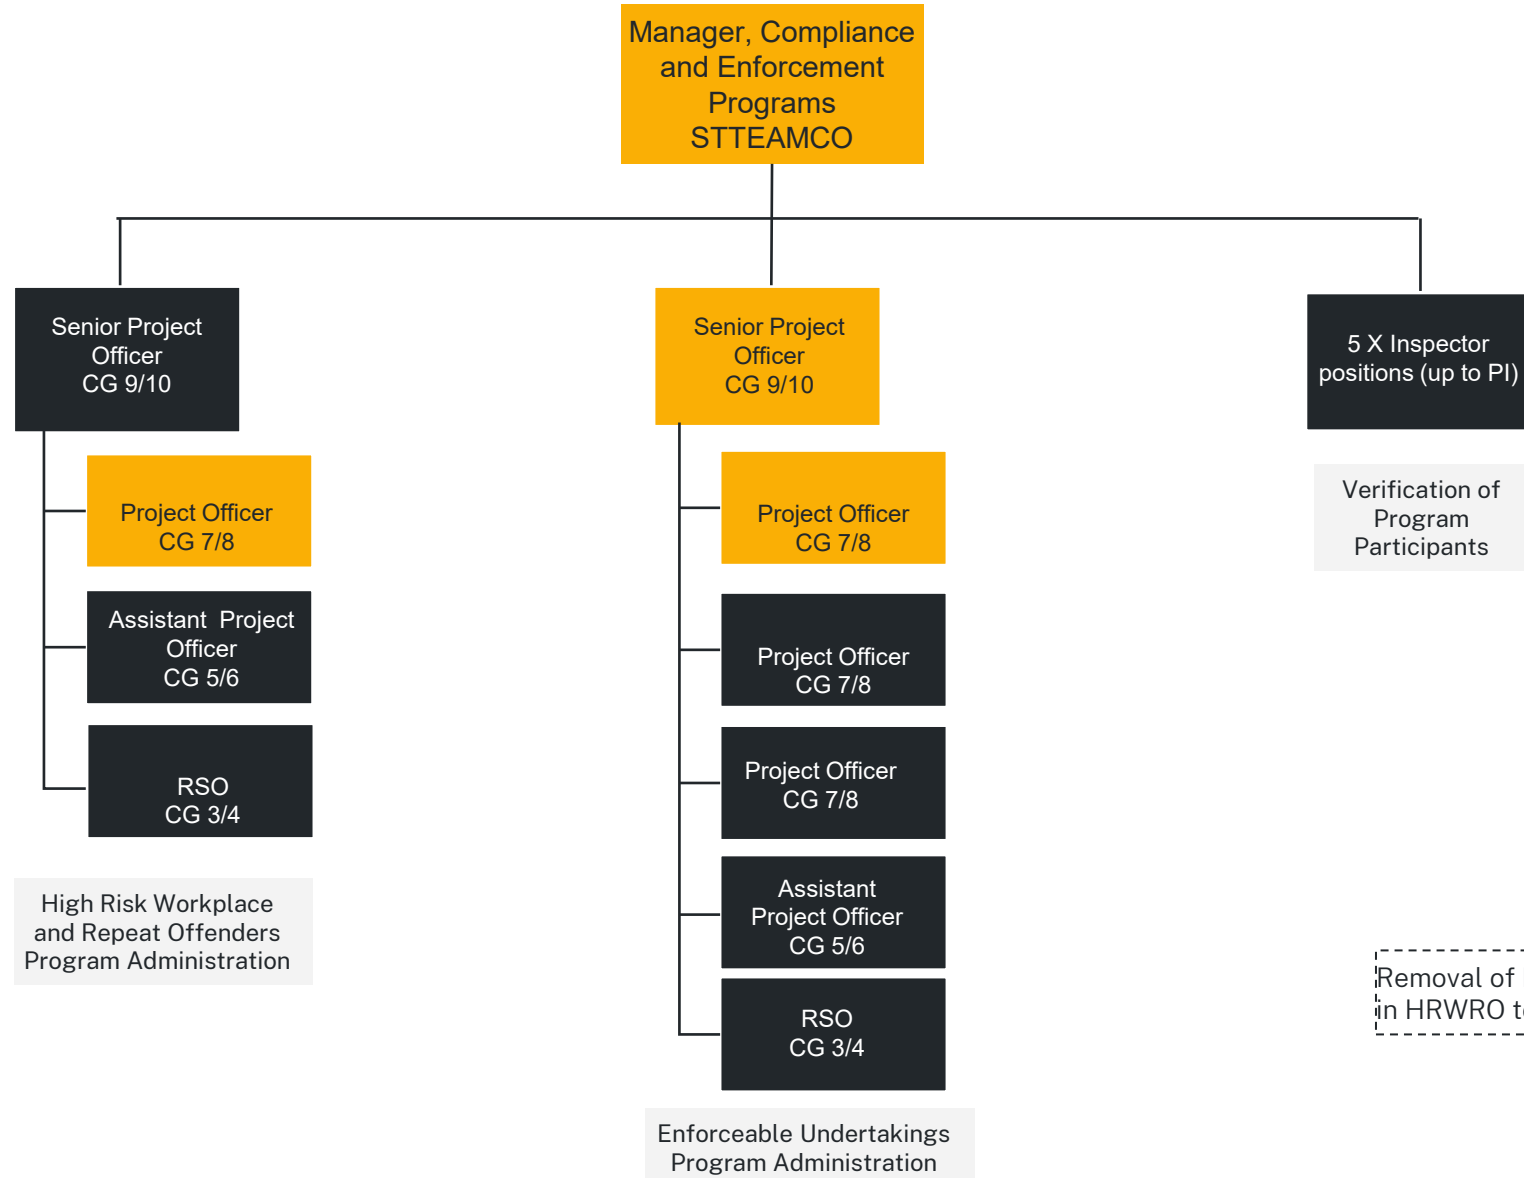 Manager, Compliance
and Enforcement
Programs
STTEAMCO
Senior Project
Officer
CG 9/10
Project Officer
CG 7/8
Assistant Project
Officer
CG 5/6
RSO
CG 3/4
High Risk Workplace
and Repeat Offenders
Program Administration
Senior Project
Officer
CG 9/10
Project Officer
CG 7/8
Project Officer
CG 7/8
Project Officer
CG 7/8
Assistant
Project Officer
CG 5/6
RSO
CG 3/4
Enforceable Undertakings
Program Administration
5 X Inspector
positions (up to PI)
Verification of
Program
Participants
Removal of
in HRWRO